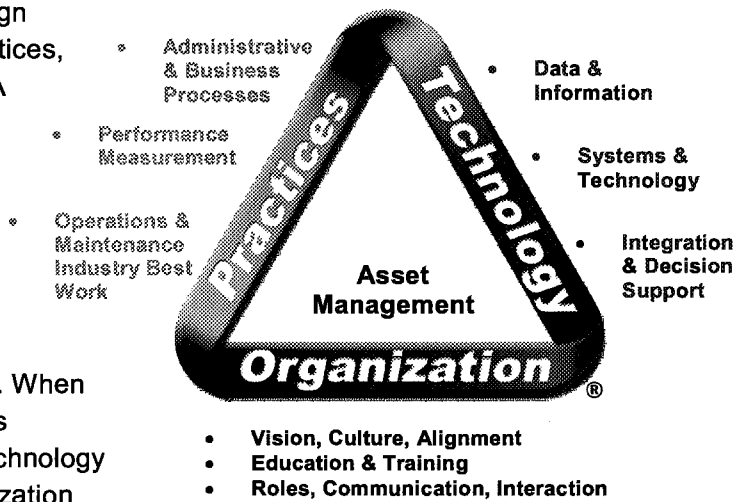 ign
tices,
A
. When
s
chnology
zation
• Administrative
& Business
Processes
• Performance
Measurement
• Operations &
Maintenance
Industry Best
Work
Practices
Technology
Organization
®
Asset
Management
• Data &
Information
• Systems &
Technology
• Integration
& Decision
Support
• Vision, Culture, Alignment
• Education & Training
• Roles, Communication, Interaction